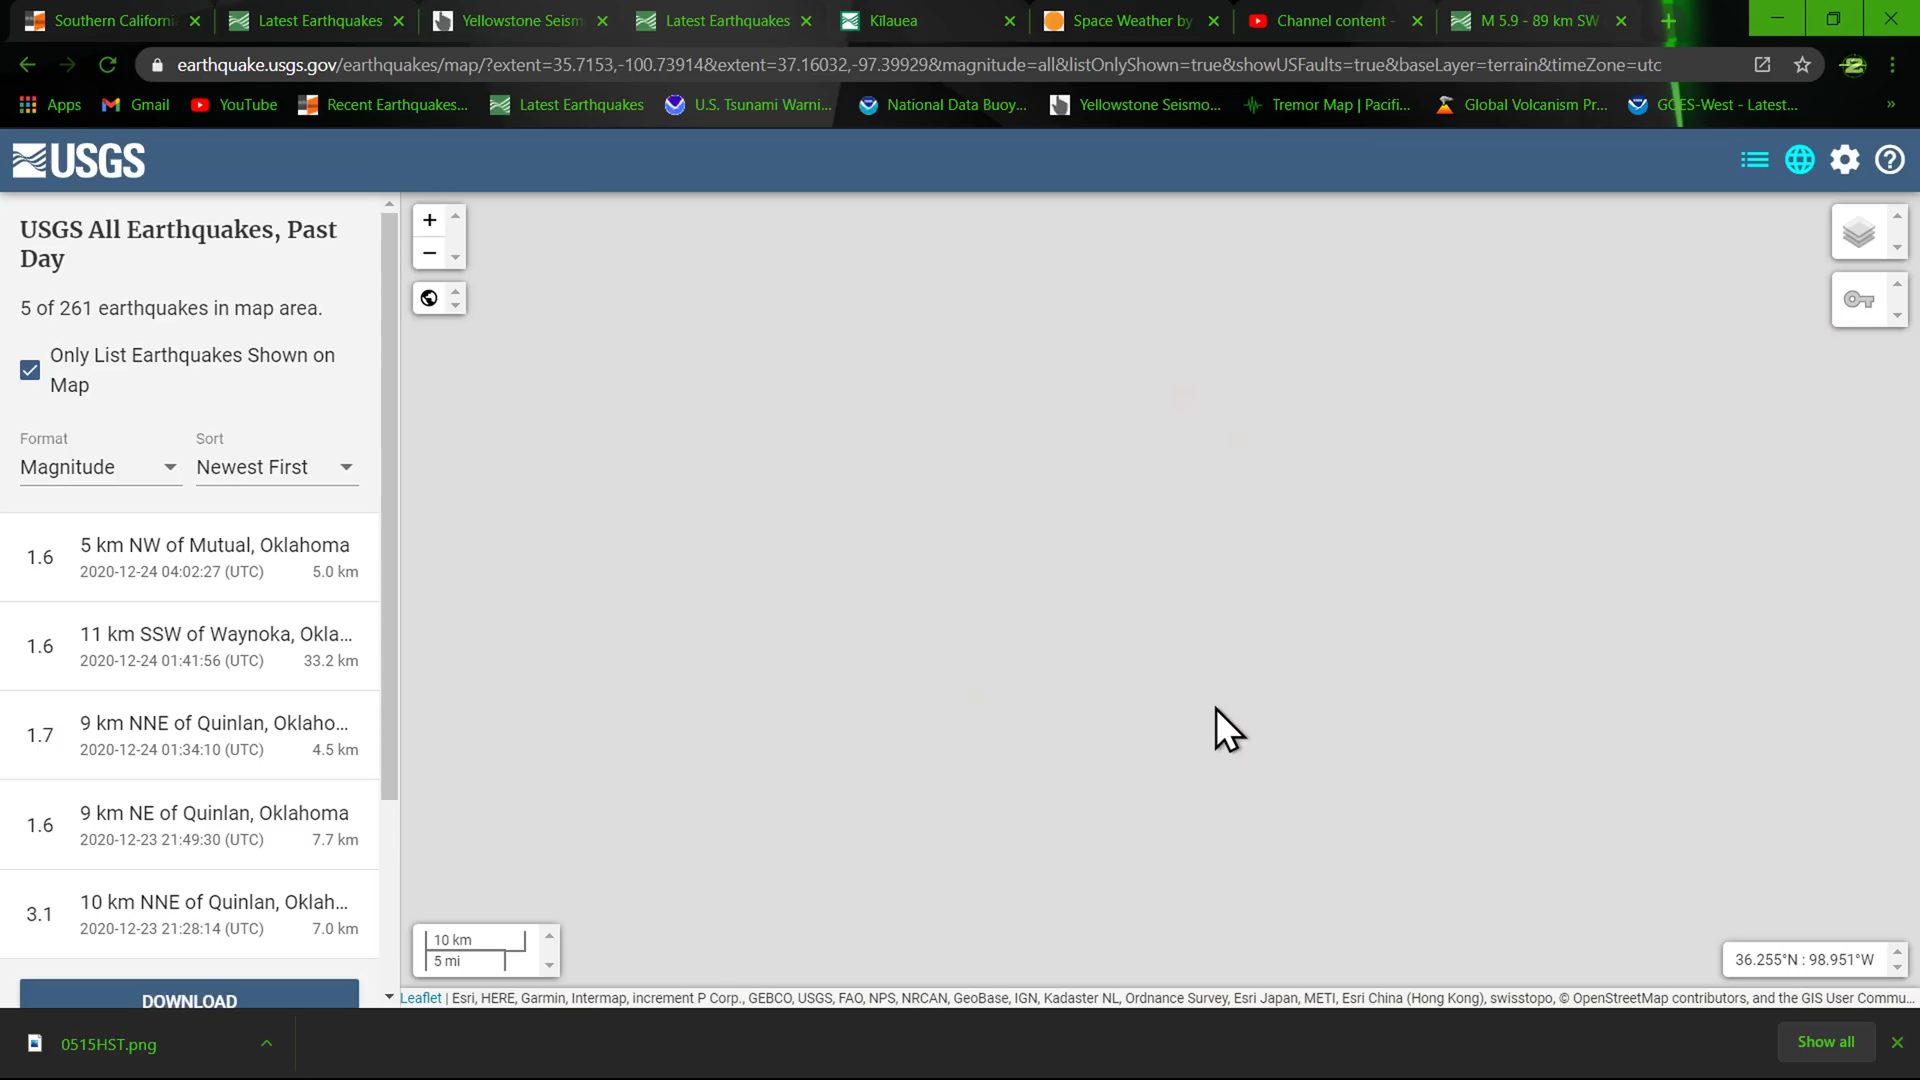 Southern Californi
Latest Earthquakes
Yellowstone Seism
Latest Earthquakes
Kīlauea
Space Weather by
Channel content -
M 5.9 - 89 km SW
earthquake.usgs.gov/earthquakes/map/?extent=35.7153,-100.73914&extent=37.16032,-97.39929&magnitude=all&listOnlyShown=true&showUSFaults=true&baseLayer=terrain&timeZone=utc
Apps
Gmail
YouTube
Recent Earthquakes...
Latest Earthquakes
U.S. Tsunami Warni...
National Data Buoy...
Yellowstone Seismo...
Tremor Map | Pacifi...
Global Volcanism Pr...
GOES-West - Latest...
»
USGS
USGS All Earthquakes, Past
Day
5 of 261 earthquakes in map area.
Only List Earthquakes Shown on
Map
Format
Sort
Magnitude
Newest First
1.6
5 km NW of Mutual, Oklahoma
2020-12-24 04:02:27 (UTC)
5.0 km
1.6
11 km SSW of Waynoka, Okla...
2020-12-24 01:41:56 (UTC)
33.2 km
1.7
9 km NNE of Quinlan, Oklaho...
2020-12-24 01:34:10 (UTC)
4.5 km
1.6
9 km NE of Quinlan, Oklahoma
2020-12-23 21:49:30 (UTC)
7.7 km
3.1
10 km NNE of Quinlan, Oklah...
2020-12-23 21:28:14 (UTC)
7.0 km
DOWNLOAD
+
−
10 km
5 mi
36.255°N : 98.951°W
Leaflet | Esri, HERE, Garmin, Intermap, increment P Corp., GEBCO, USGS, FAO, NPS, NRCAN, GeoBase, IGN, Kadaster NL, Ordnance Survey, Esri Japan, METI, Esri China (Hong Kong), swisstopo, © OpenStreetMap contributors, and the GIS User Commu...
0515HST.png
Show all